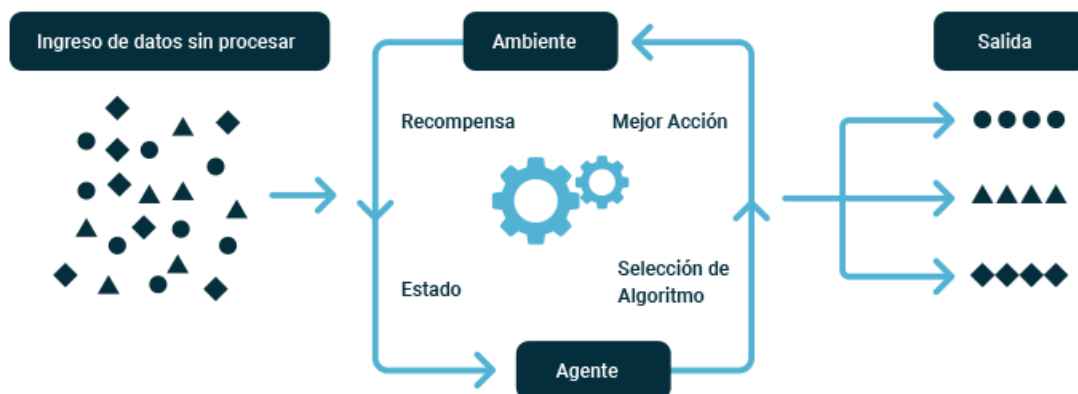 Ingreso de datos sin procesar
Ambiente
Salida
Recompensa
Mejor Acción
Estado
Selección de
Algoritmo
Agente